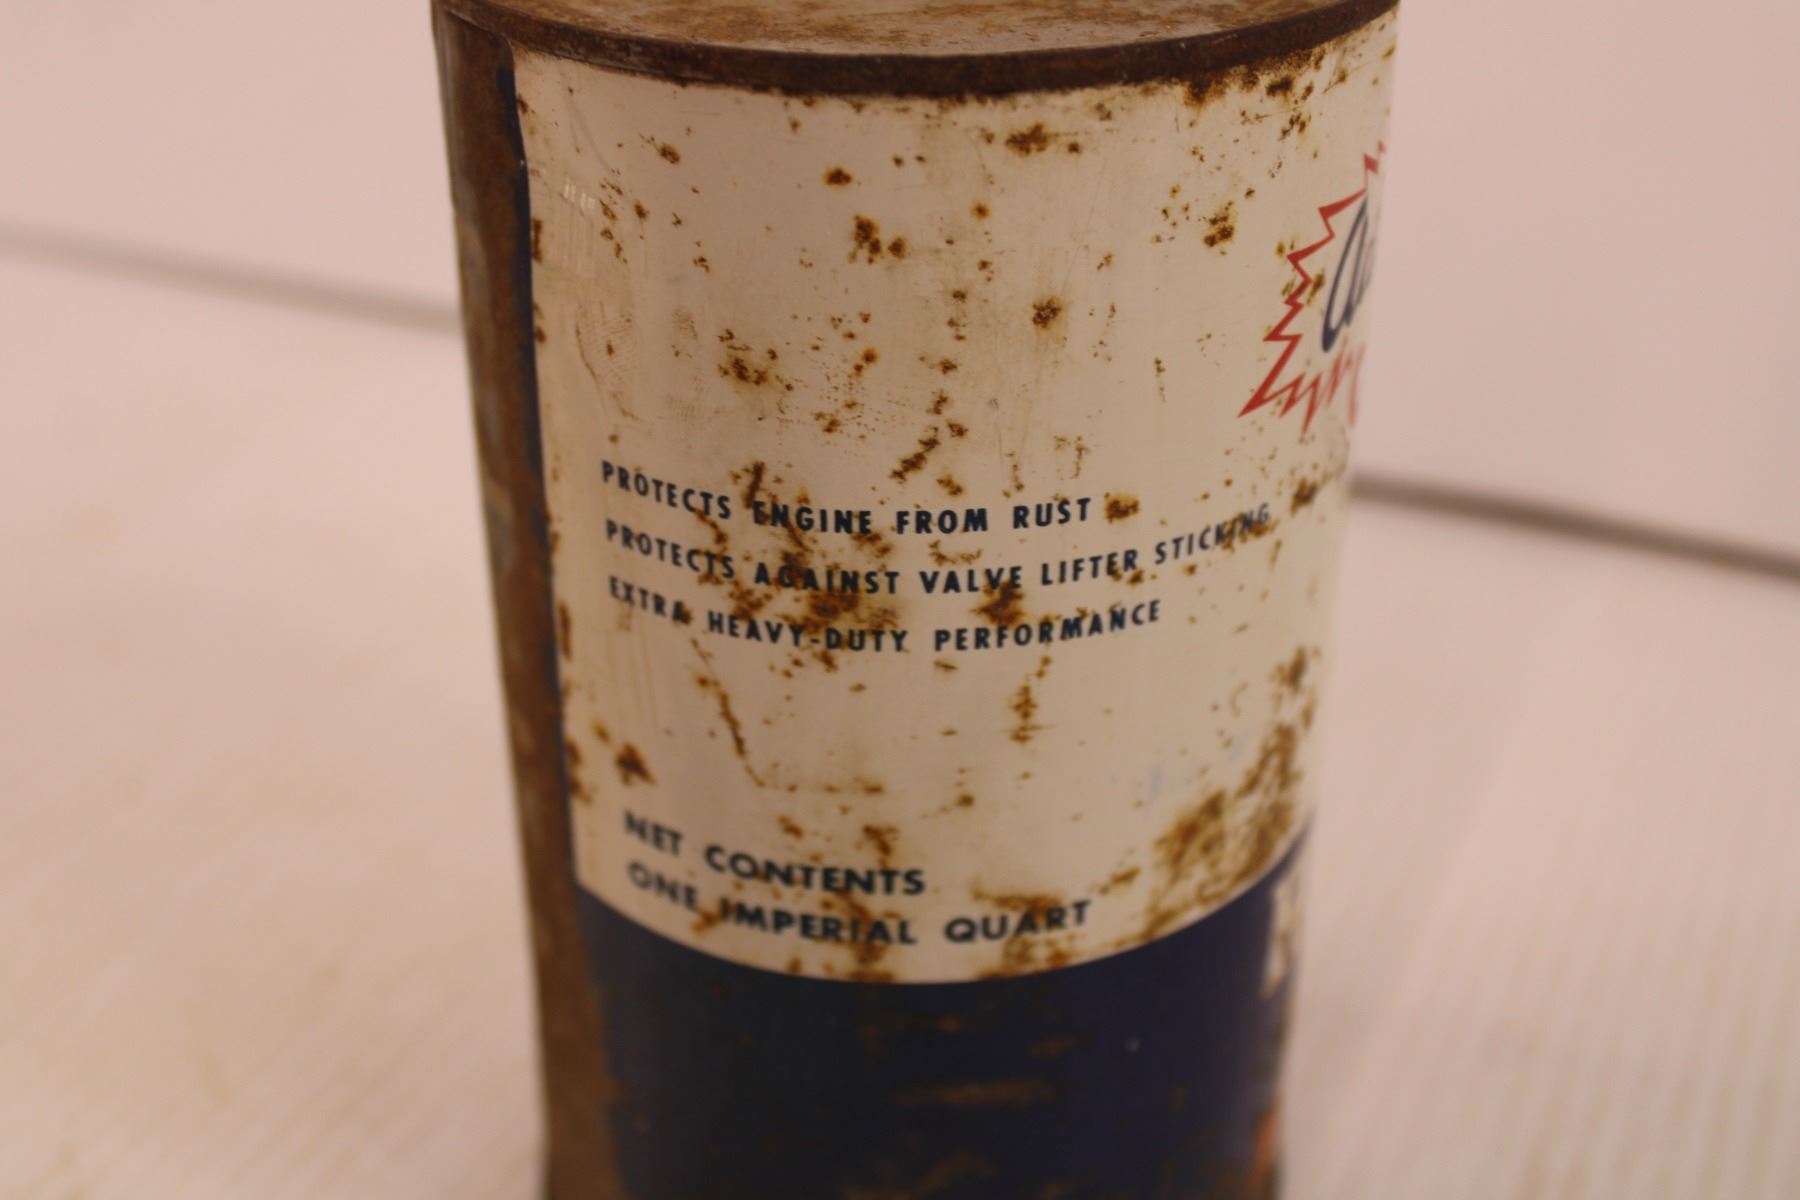 PROTECTS ENGINE FROM RUST
PROTECTS AGAINST VALVE LIFTER STICKING
EXTRA HEAVY-DUTY PERFORMANCE
NET CONTENTS
ONE IMPERIAL QUART